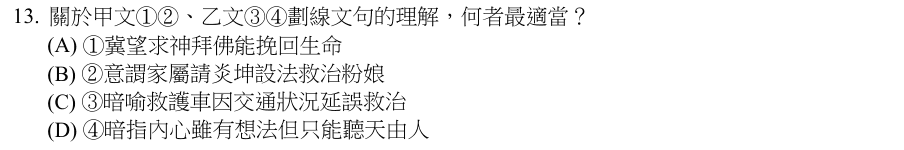 13. 關於甲文①②、乙文③④劃線文句的理解，何者最適當？
(A) ①冀望求神拜佛能挽回生命
(B) ②意謂家屬請炎坤設法救治粉娘
(C) ③暗喻救護車因交通狀況延誤救治
(D) ④暗指內心雖有想法但只能聽天由人